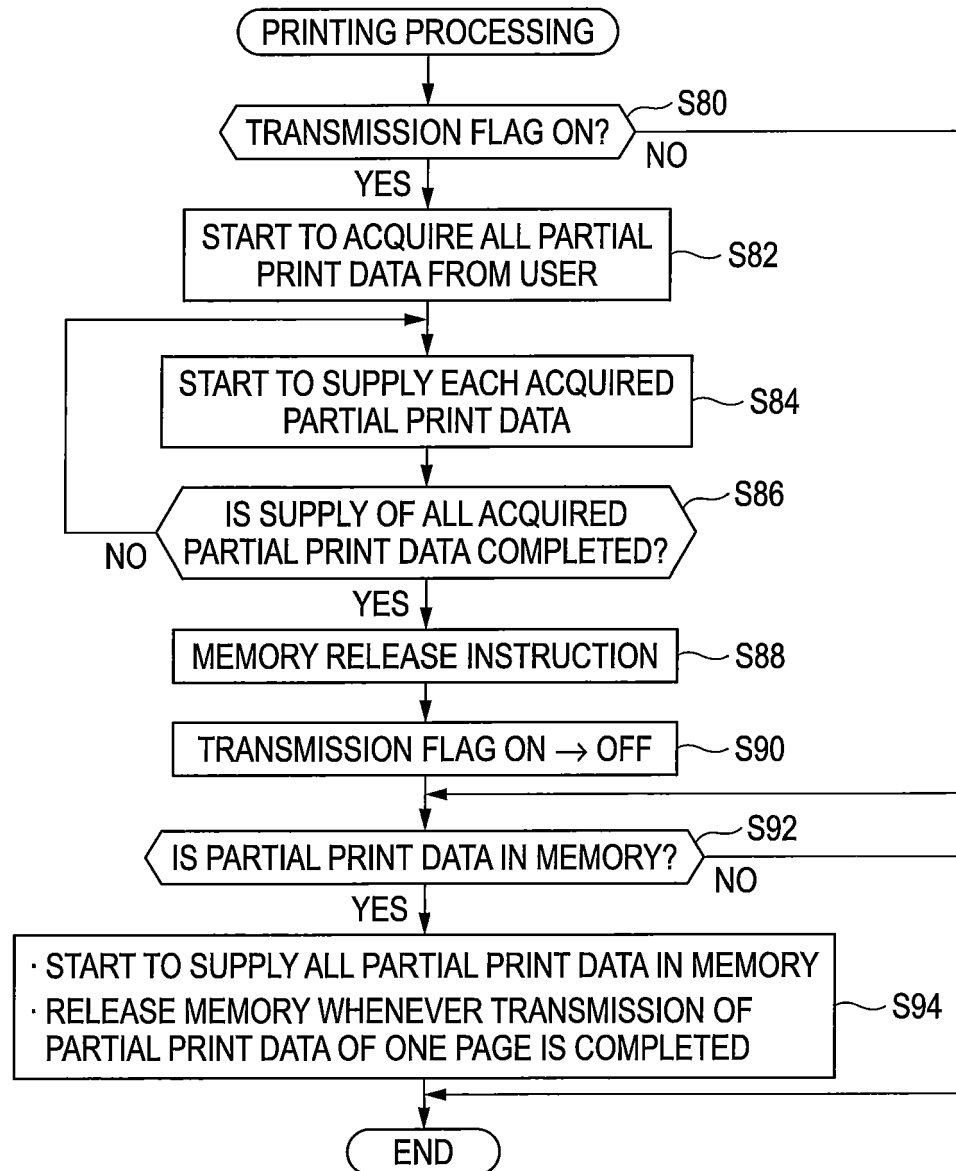 PRINTING PROCESSING
S80
TRANSMISSION FLAG ON?
NO
YES
START TO ACQUIRE ALL PARTIAL
PRINT DATA FROM USER
S82
START TO SUPPLY EACH ACQUIRED
PARTIAL PRINT DATA
S84
S86
IS SUPPLY OF ALL ACQUIRED
PARTIAL PRINT DATA COMPLETED?
NO
YES
MEMORY RELEASE INSTRUCTION
S88
TRANSMISSION FLAG ON → OFF
S90
S92
IS PARTIAL PRINT DATA IN MEMORY?
NO
YES
· START TO SUPPLY ALL PARTIAL PRINT DATA IN MEMORY
· RELEASE MEMORY WHENEVER TRANSMISSION OF
PARTIAL PRINT DATA OF ONE PAGE IS COMPLETED
S94
END